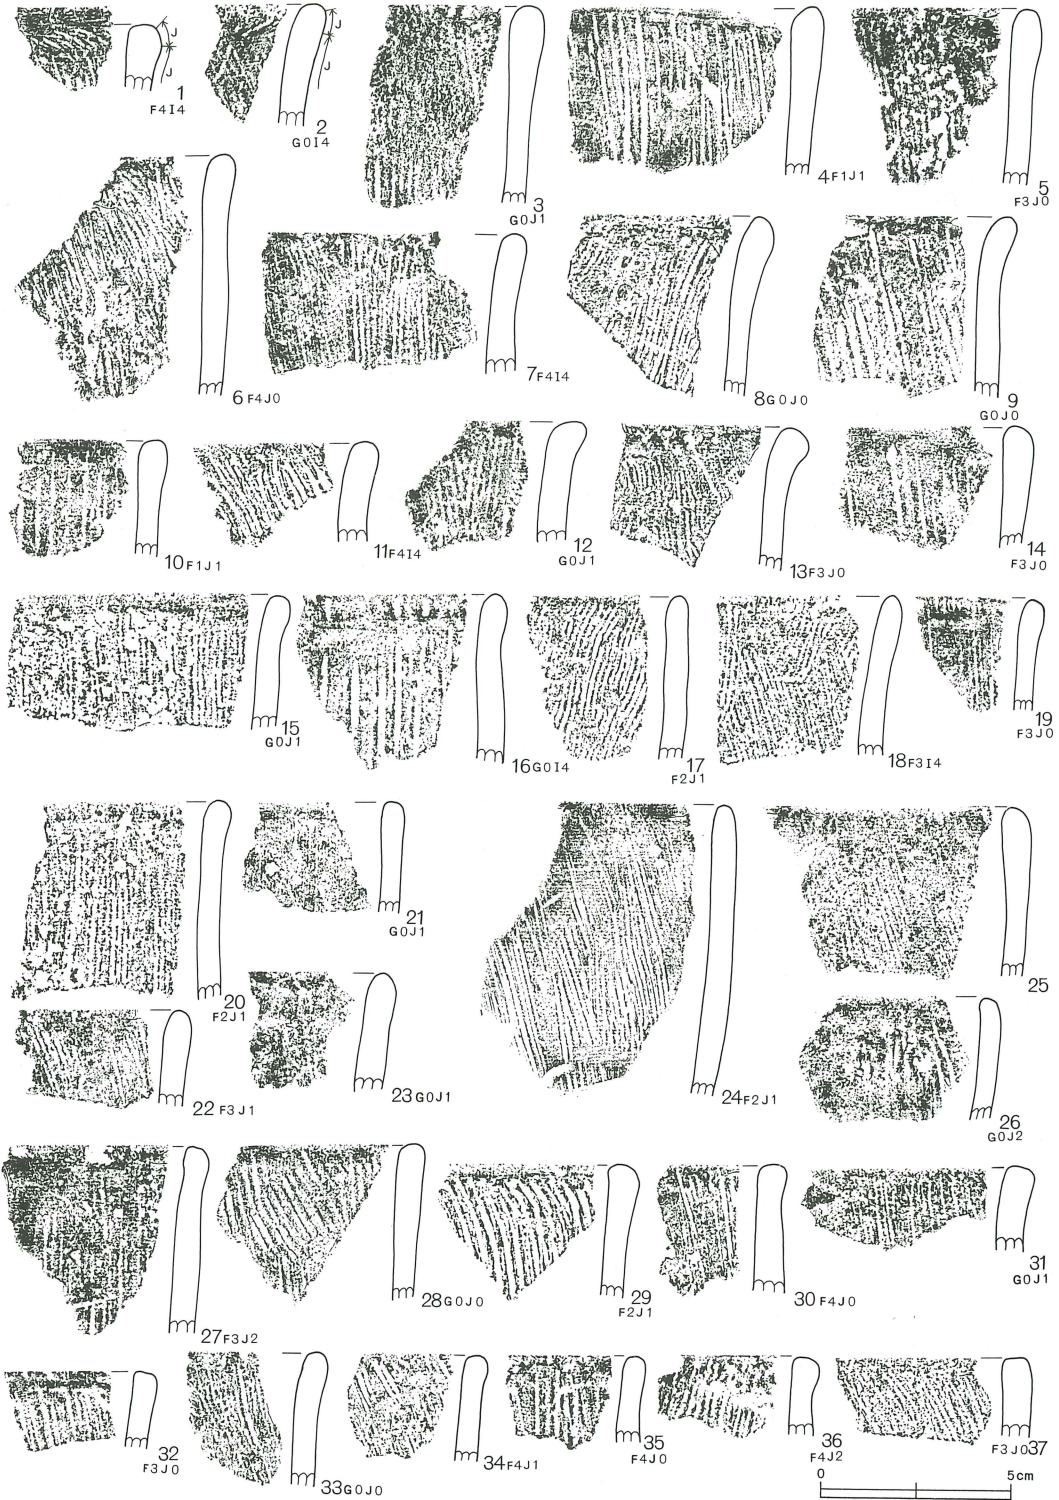 J
J
1
F4I4
J
J
2
G0I4
3
G0J1
4F1J1
5
F3J0
6F4J0
7F4I4
8G0J0
9
G0J0
10F1J1
11F4I4
12
G0J1
13F3J0
14
F3J0
15
G0J1
16G0I4
17
F2J1
18F3I4
19
F3J0
20
F2J1
21
G0J1
22F3J1
23G0J1
24F2J1
25
26
G0J2
27F3J2
28G0J0
29
F2J1
30F4J0
31
G0J1
32
F3J0
33G0J0
34F4J1
35
F4J0
36
F4J2
F3J037
0 5cm